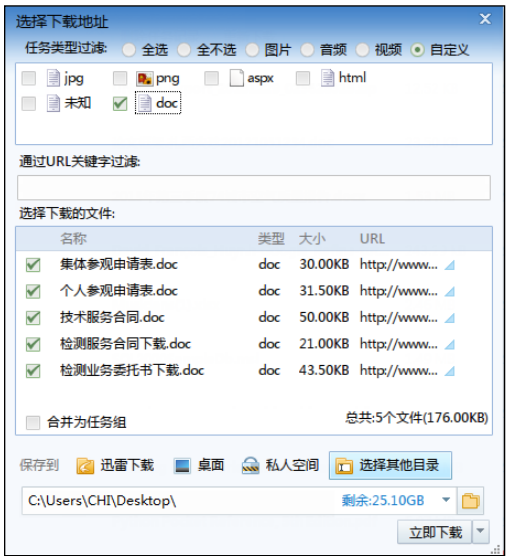 选择下载地址 X
任务类型过滤: 全选 全不选 图片 音频 视频 自定义
jpg png aspx html
未知 doc
通过URL关键字过滤:
选择下载的文件:
名称 类型 大小 URL
集体参观申请表.doc doc 30.00KB http://www...
个人参观申请表.doc doc 31.50KB http://www...
技术服务合同.doc doc 50.00KB http://www...
检测服务合同下载.doc doc 21.00KB http://www...
检测业务委托书下载.doc doc 43.50KB http://www...
合并为任务组 总共:5个文件(176.00KB)
保存到 迅雷下载 桌面 私人空间 选择其他目录
C:\Users\CHI\Desktop\ 剩余:25.10GB
立即下载